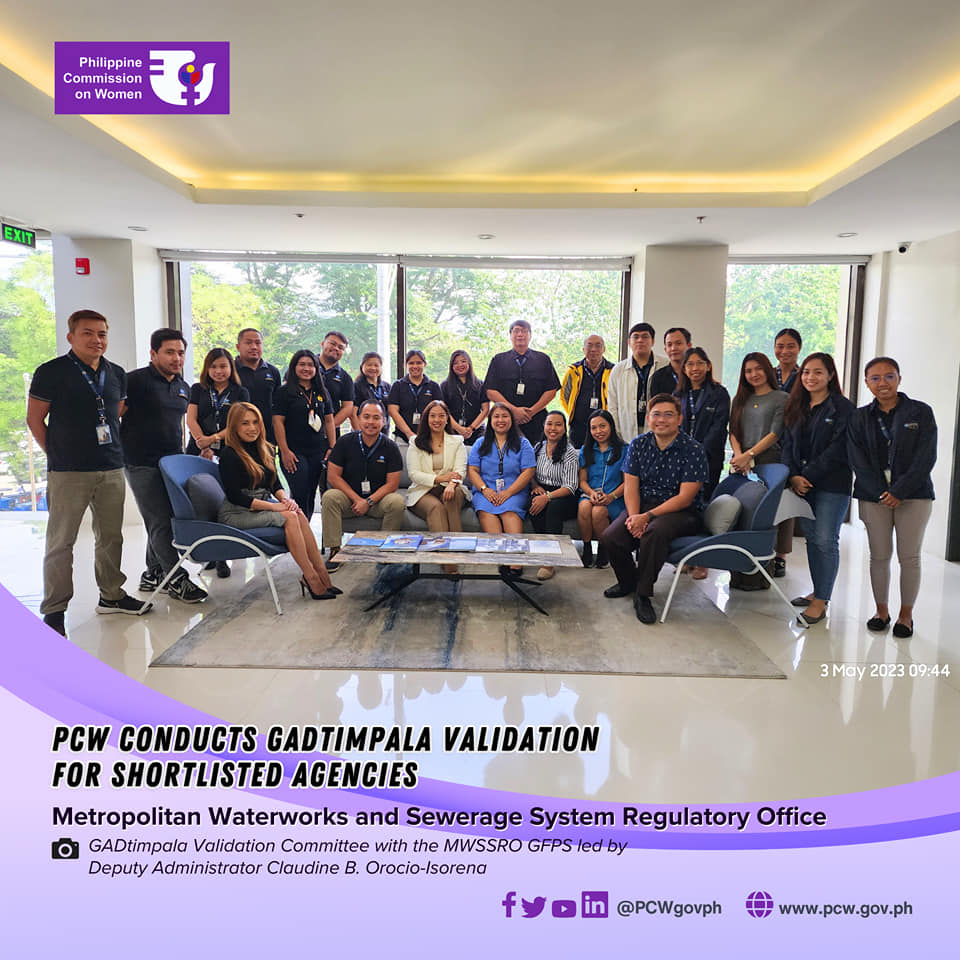 Philippine
Commission
on Women
EXIT
3 May 2023 09:44
PCW CONDUCTS GADTIMPALA VALIDATION
FOR SHORTLISTED AGENCIES
Metropolitan Waterworks and Sewerage System Regulatory Office
GADtimpala Validation Committee with the MWSSRO GFPS led by
Deputy Administrator Claudine B. Orocio-Isorena
@PCWgovph
www.pcw.gov.ph